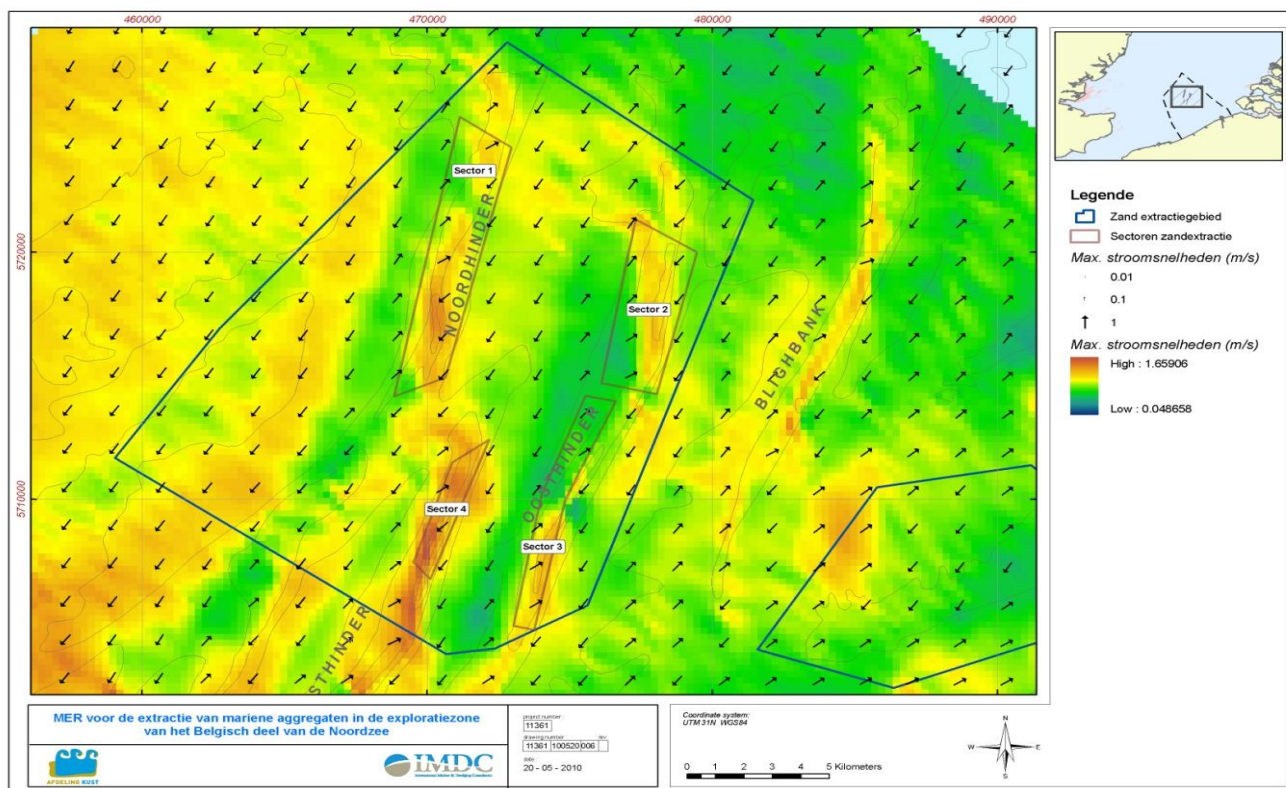 460000 470000 480000 490000
5720000
5710000
Sector 1
NOORDHINDER
Sector 2
BLIGHBANK
OOSTHINDER
Sector 4
Sector 3
STHINDER
Legende
Zand extractiegebied
Sectoren zandextractie
Max. stroomsnelheden (m/s)
0.01
0.1
1
Max. stroomsnelheden (m/s)
High : 1.65906
Low : 0.048658
MER voor de extractie van mariene aggregaten in de exploratiezone
van het Belgisch deel van de Noordzee
AFDELING KUST
IMDC
project number
11361
drawing number
11361 100520 006
date
20 - 05 - 2010
Coordinate system:
UTM 31N WGS84
0 1 2 3 4 5 Kilometers
N
W E
S